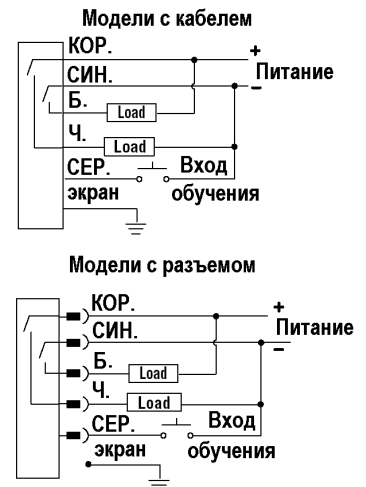 Модели с кабелем
КОР.
+
СИН.
Питание
–
Б.
Load
Ч.
Load
СЕР.
Вход
экран
обучения
Модели с разъемом
КОР.
+
СИН.
Питание
–
Б.
Load
Ч.
Load
СЕР.
Вход
экран
обучения